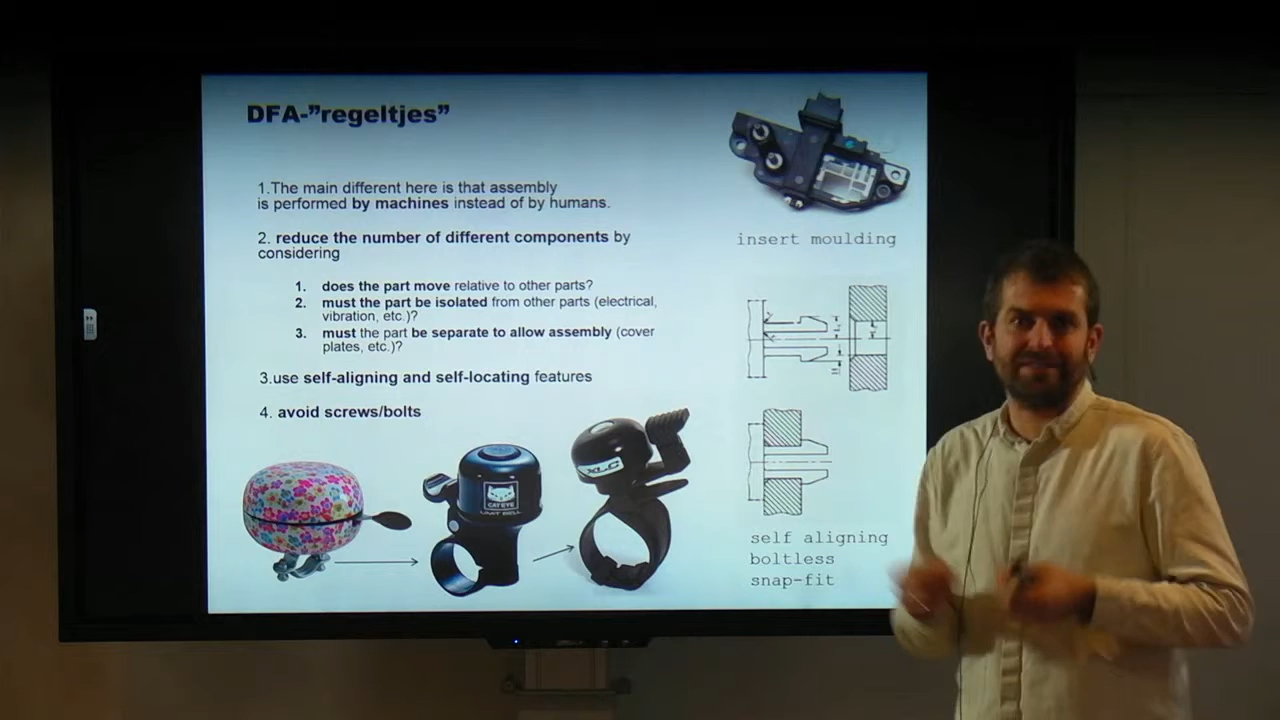 DFA-”regeltjes”
1.The main different here is that assembly
is performed by machines instead of by humans.
2. reduce the number of different components by
considering
1. does the part move relative to other parts?
2. must the part be isolated from other parts (electrical,
vibration, etc.)?
3. must the part be separate to allow assembly (cover
plates, etc.)?
3.use self-aligning and self-locating features
4. avoid screws/bolts
insert moulding
CAT EYE
XLC
self aligning
boltless
snap-fit